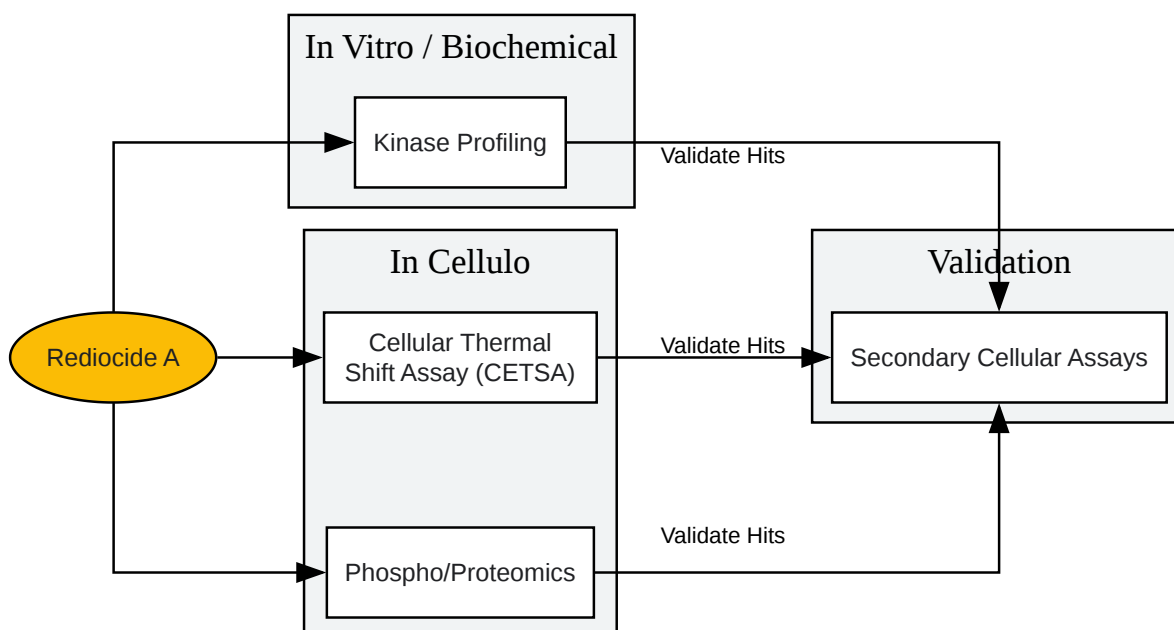 In Vitro / Biochemical
Kinase Profiling
Validate Hits
In Cellulo
Validation
Rediocide A
Cellular Thermal
Shift Assay (CETSA)
Validate Hits
Secondary Cellular Assays
Phospho/Proteomics
Validate Hits